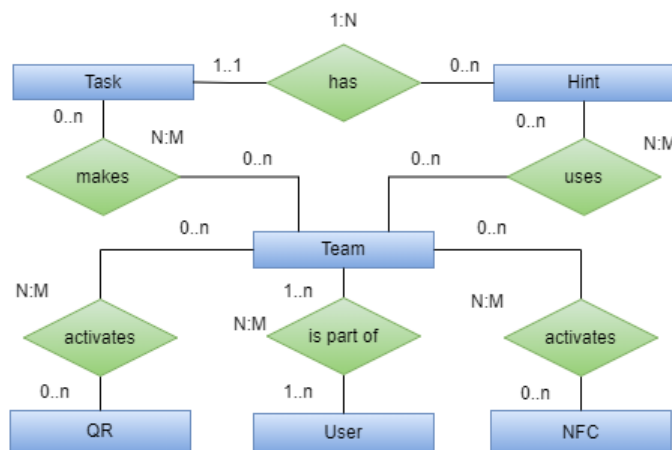 1:N
Task
1..1
has
0..n
Hint
0..n
N:M
0..n
0..n
0..n
N:M
makes
uses
0..n
Team
0..n
N:M
1..n
N:M
N:M
activates
is part of
activates
0..n
1..n
0..n
QR
User
NFC